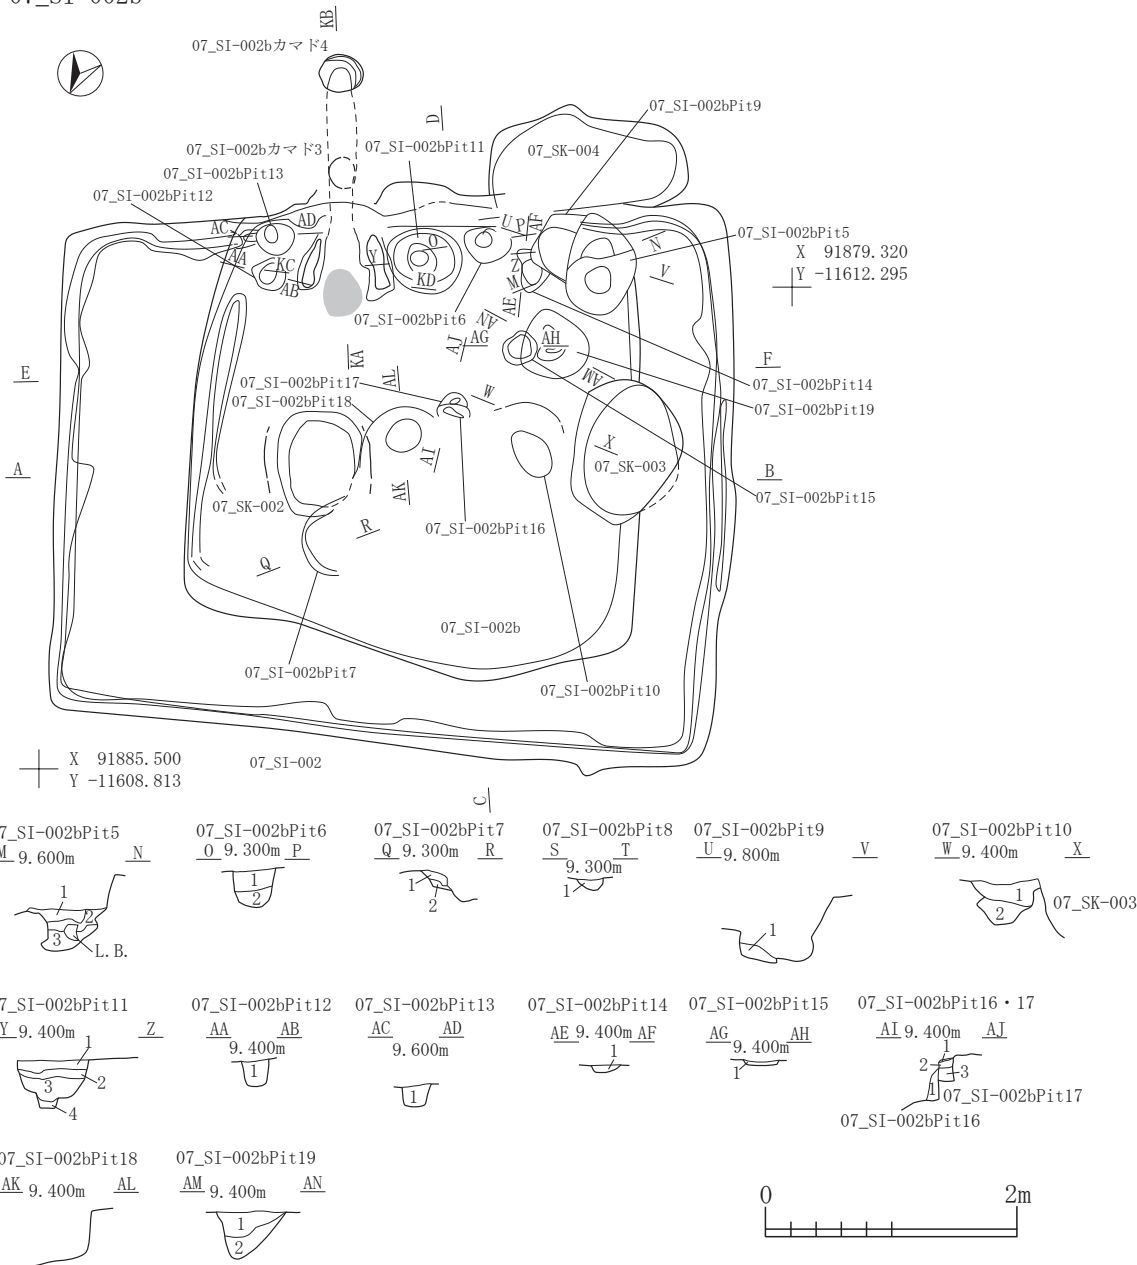 07_SI-002b
KB
07_SI-002bカマド4
07_SI-002bPit9
D
07_SI-002bカマド3
07_SI-002bPit11
07_SK-004
07_SI-002bPit13
07_SI-002bPit12
AC
AD
U P
AF
O
N
07_SI-002bPit5
AA
KC
Y
Z
V
X 91879.320
AB
KD
M
Y -11612.295
AE
07_SI-002bPit6
AN
AJ
AG
AH
KA
F
E
AL
AM
07_SI-002bPit17
W
07_SI-002bPit14
07_SI-002bPit18
07_SI-002bPit19
AI
X
A
07_SK-003
B
AK
07_SI-002bPit15
07_SK-002
R
07_SI-002bPit16
Q
07_SI-002b
07_SI-002bPit7
07_SI-002bPit10
X 91885.500
07_SI-002
Y -11608.813
C
07_SI-002bPit5
M 9.600m N
1
2
3
L.B.
07_SI-002bPit6
O 9.300m P
1
2
07_SI-002bPit7
Q 9.300m R
1
2
07_SI-002bPit8
S T
9.300m
1
07_SI-002bPit9
U 9.800m V
1
07_SI-002bPit10
W 9.400m X
1
2
07_SK-003
07_SI-002bPit11
Y 9.400m Z
1
2
3
4
07_SI-002bPit12
AA AB
9.400m
1
07_SI-002bPit13
AC AD
9.600m
1
07_SI-002bPit14
AE 9.400m AF
1
07_SI-002bPit15
AG AH
9.400m
1
07_SI-002bPit16・17
AI 9.400m AJ
1
2
3
1
07_SI-002bPit17
07_SI-002bPit16
07_SI-002bPit18
AK 9.400m AL
07_SI-002bPit19
AM 9.400m AN
1
2
0 2m